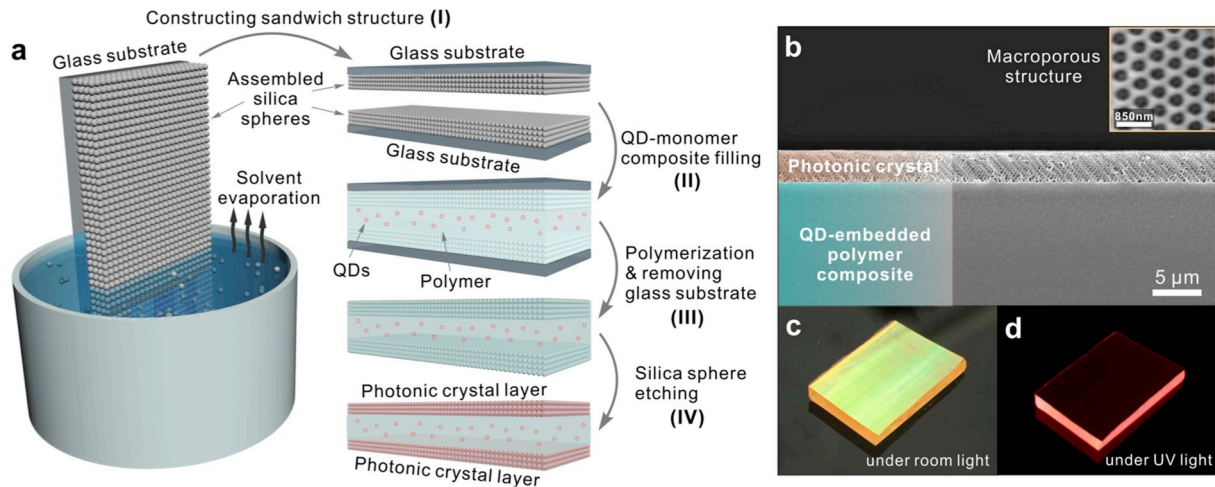 Constructing sandwich structure (I)
a
Glass substrate
Assembled
silica
spheres
Solvent
evaporation
Glass substrate
Glass substrate
QD-monomer
composite filling
(II)
QDs
Polymer
Polymerization
& removing
glass substrate
(III)
Silica sphere
etching
(IV)
Photonic crystal layer
Photonic crystal layer
b
Macroporous
structure
850nm
Photonic crystal
QD-embedded
polymer
composite
5 μm
c
under room light
d
under UV light